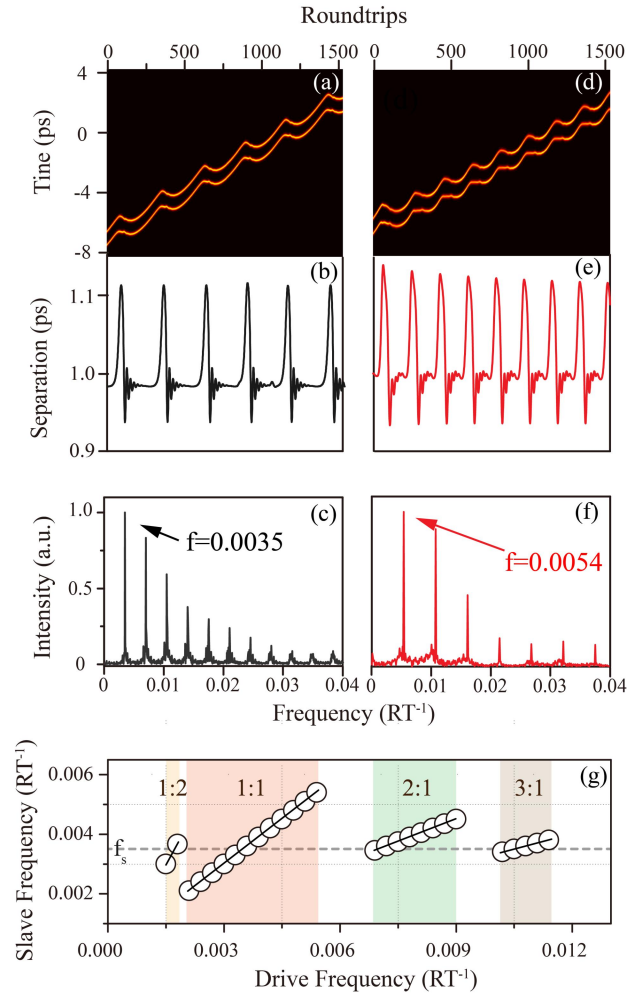 Roundtrips
0 500 1000 1500 0 500 1000 1500
4
0
-4
-8
Tine (ps)
(a)
(d)
(d)
1.1
1.0
0.9
Separation (ps)
(b)
(e)
1.0
0.5
0
Intensity (a.u.)
(c)
f=0.0035
(f)
f=0.0054
0 0.01 0.02 0.03 0.04 0 0.01 0.02 0.03 0.04
Frequency (RT-1)
0.006
0.004
0.002
Slave Frequency (RT-1)
1:2 1:1 2:1 3:1 (g)
fs
0.000 0.003 0.006 0.009 0.012
Drive Frequency (RT-1)